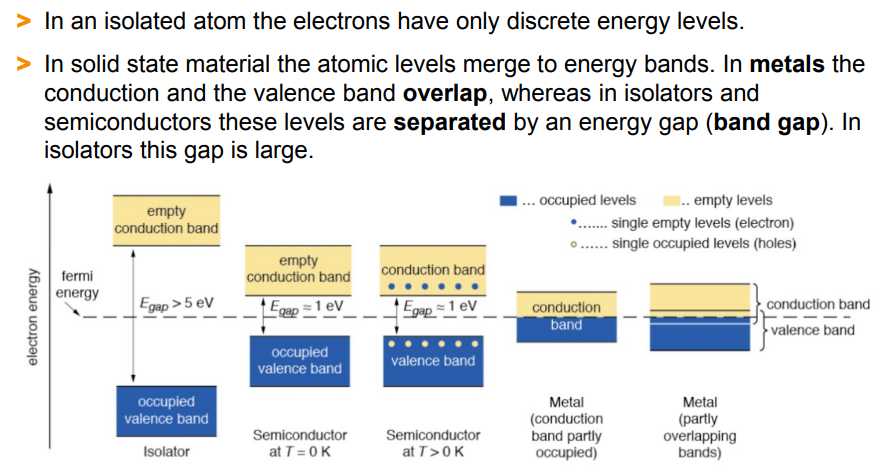 > In an isolated atom the electrons have only discrete energy levels.
> In solid state material the atomic levels merge to energy bands. In metals the
conduction and the valence band overlap, whereas in isolators and
semiconductors these levels are separated by an energy gap (band gap). In
isolators this gap is large.
... occupied levels
.. empty levels
....... single empty levels (electron)
...... single occupied levels (holes)
electron energy
fermi
energy
empty
conduction band
Egap > 5 eV
occupied
valence band
Isolator
empty
conduction band
Egap ≈ 1 eV
occupied
valence band
Semiconductor
at T = 0 K
conduction band
Egap ≈ 1 eV
valence band
Semiconductor
at T > 0 K
conduction
band
Metal
(conduction
band partly
occupied)
conduction band
valence band
Metal
(partly
overlapping
bands)